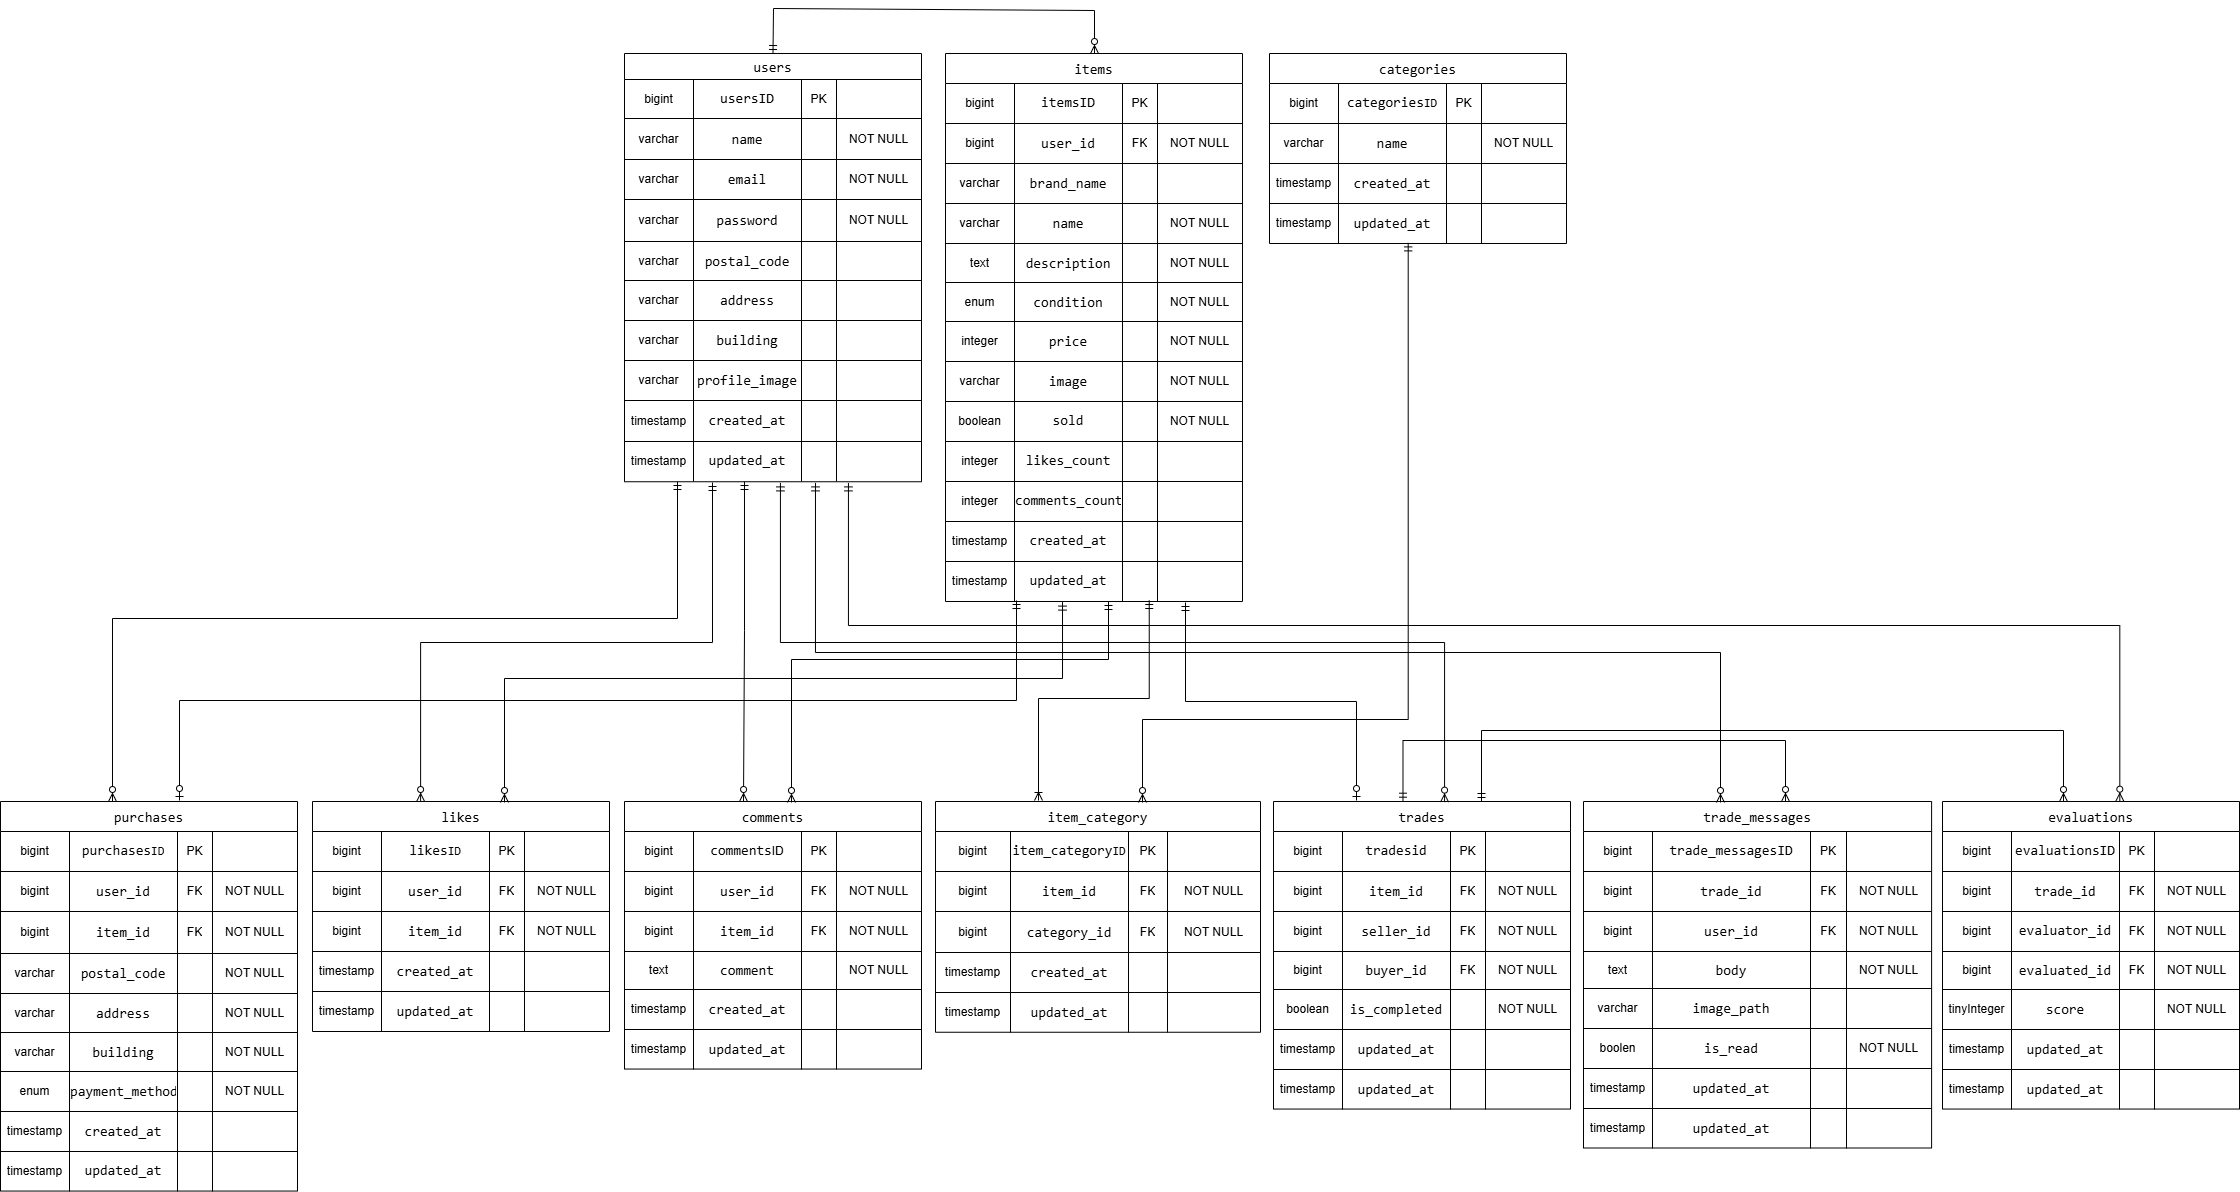 users
bigint usersID PK
varchar name NOT NULL
varchar email NOT NULL
varchar password NOT NULL
varchar postal_code
varchar address
varchar building
varchar profile_image
timestamp created_at
timestamp updated_at
items
bigint itemsID PK
bigint user_id FK NOT NULL
varchar brand_name
varchar name NOT NULL
text description NOT NULL
enum condition NOT NULL
integer price NOT NULL
varchar image NOT NULL
boolean sold NOT NULL
integer likes_count
integer comments_count
timestamp created_at
timestamp updated_at
categories
bigint categoriesID PK
varchar name NOT NULL
timestamp created_at
timestamp updated_at
purchases
bigint purchasesID PK
bigint user_id FK NOT NULL
bigint item_id FK NOT NULL
varchar postal_code NOT NULL
varchar address NOT NULL
varchar building NOT NULL
enum payment_method NOT NULL
timestamp created_at
timestamp updated_at
likes
bigint likesID PK
bigint user_id FK NOT NULL
bigint item_id FK NOT NULL
timestamp created_at
timestamp updated_at
comments
bigint commentsID PK
bigint user_id FK NOT NULL
bigint item_id FK NOT NULL
text comment NOT NULL
timestamp created_at
timestamp updated_at
item_category
bigint item_categoryID PK
bigint item_id FK NOT NULL
bigint category_id FK NOT NULL
timestamp created_at
timestamp updated_at
trades
bigint tradesid PK
bigint item_id FK NOT NULL
bigint seller_id FK NOT NULL
bigint buyer_id FK NOT NULL
boolean is_completed NOT NULL
timestamp updated_at
timestamp updated_at
trade_messages
bigint trade_messagesID PK
bigint trade_id FK NOT NULL
bigint user_id FK NOT NULL
text body NOT NULL
varchar image_path
boolen is_read NOT NULL
timestamp updated_at
timestamp updated_at
evaluations
bigint evaluationsID PK
bigint trade_id FK NOT NULL
bigint evaluator_id FK NOT NULL
bigint evaluated_id FK NOT NULL
tinyInteger score NOT NULL
timestamp updated_at
timestamp updated_at